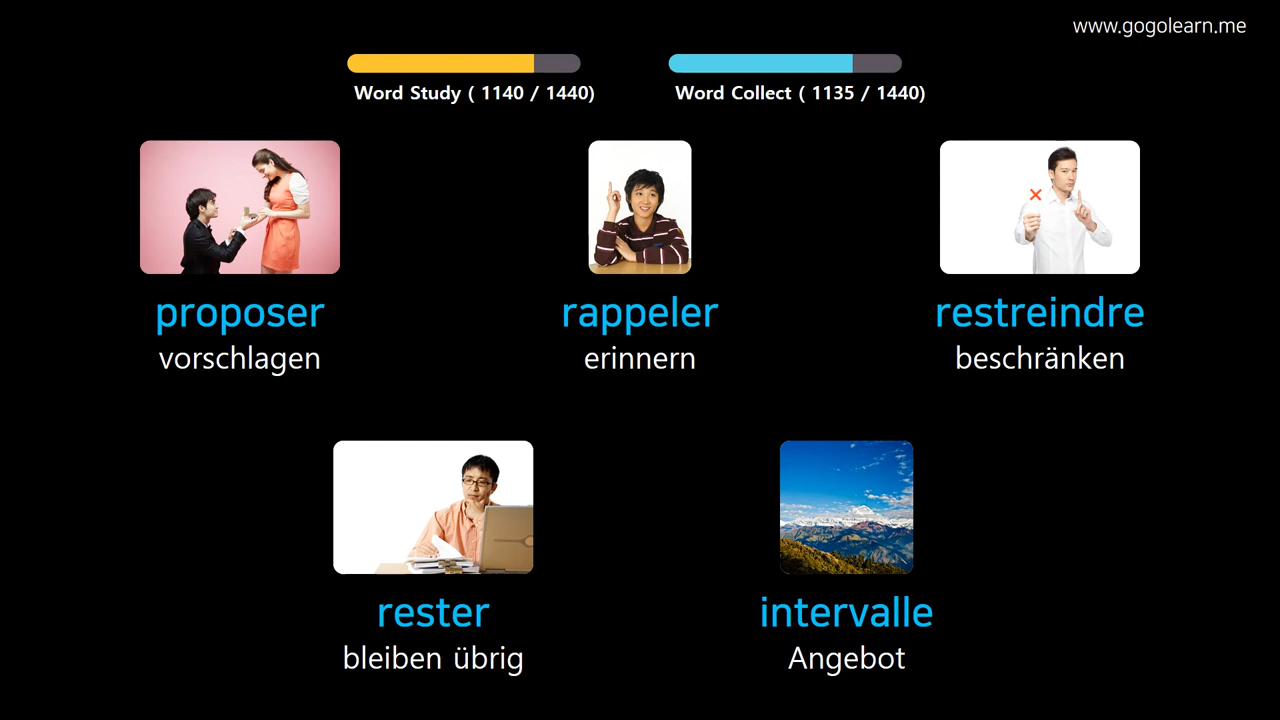 www.gogolearn.me
Word Study ( 1140 / 1440)
Word Collect ( 1135 / 1440)
proposer
vorschlagen
rappeler
erinnern
restreindre
beschränken
rester
bleiben übrig
intervalle
Angebot